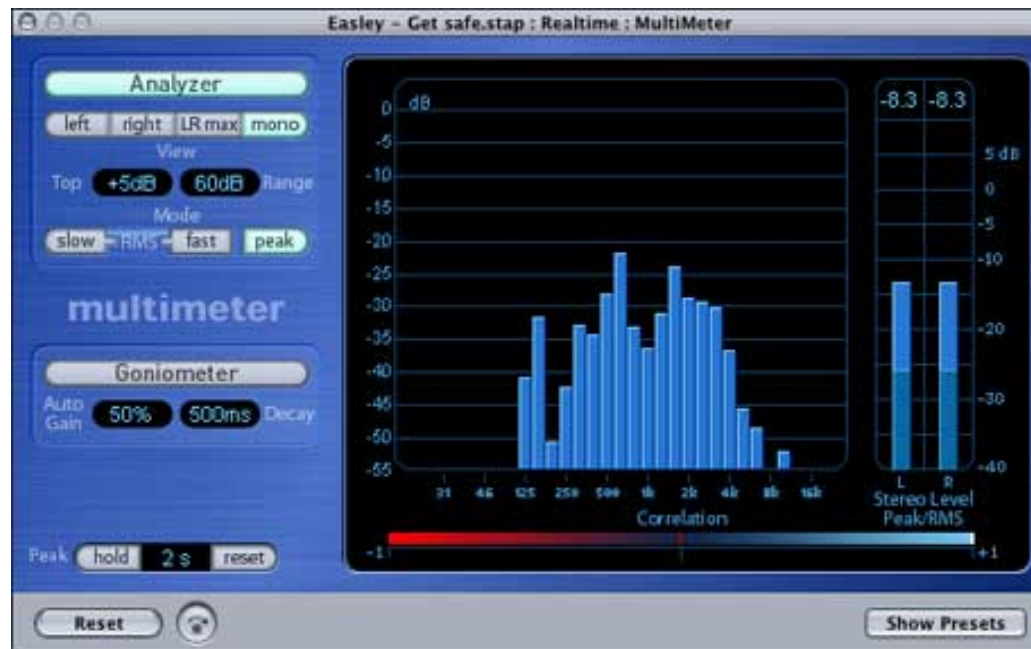 Easley – Get safe.stap : Realtime : MultiMeter
Analyzer
left right LR max mono
View
Top +5dB 60dB Range
Mode
slow RMS fast peak
multimeter
Goniometer
Auto Gain 50% 500ms Decay
Peak hold 2 s reset
dB
0
-5
-10
-15
-20
-25
-30
-35
-40
-45
-50
-55
31 125 250 500 1k 2k 4k 8k 16k
Correlation
-1 +1
-8.3 -8.3
5 dB
0
-5
-10
-20
-30
-40
L R
Stereo Level
Peak/RMS
Reset
Show Presets